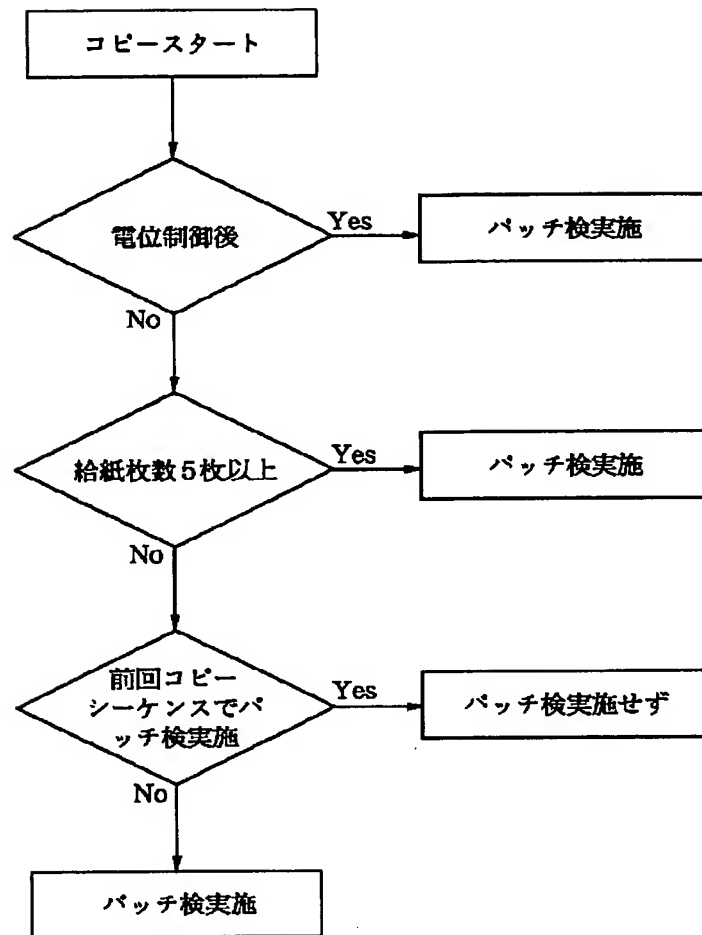 コピースタート
電位制御後
Yes
パッチ検実施
No
給紙枚数5枚以上
Yes
パッチ検実施
No
前回コピー
シーケンスでパ
ッチ検実施
Yes
パッチ検実施せず
No
パッチ検実施